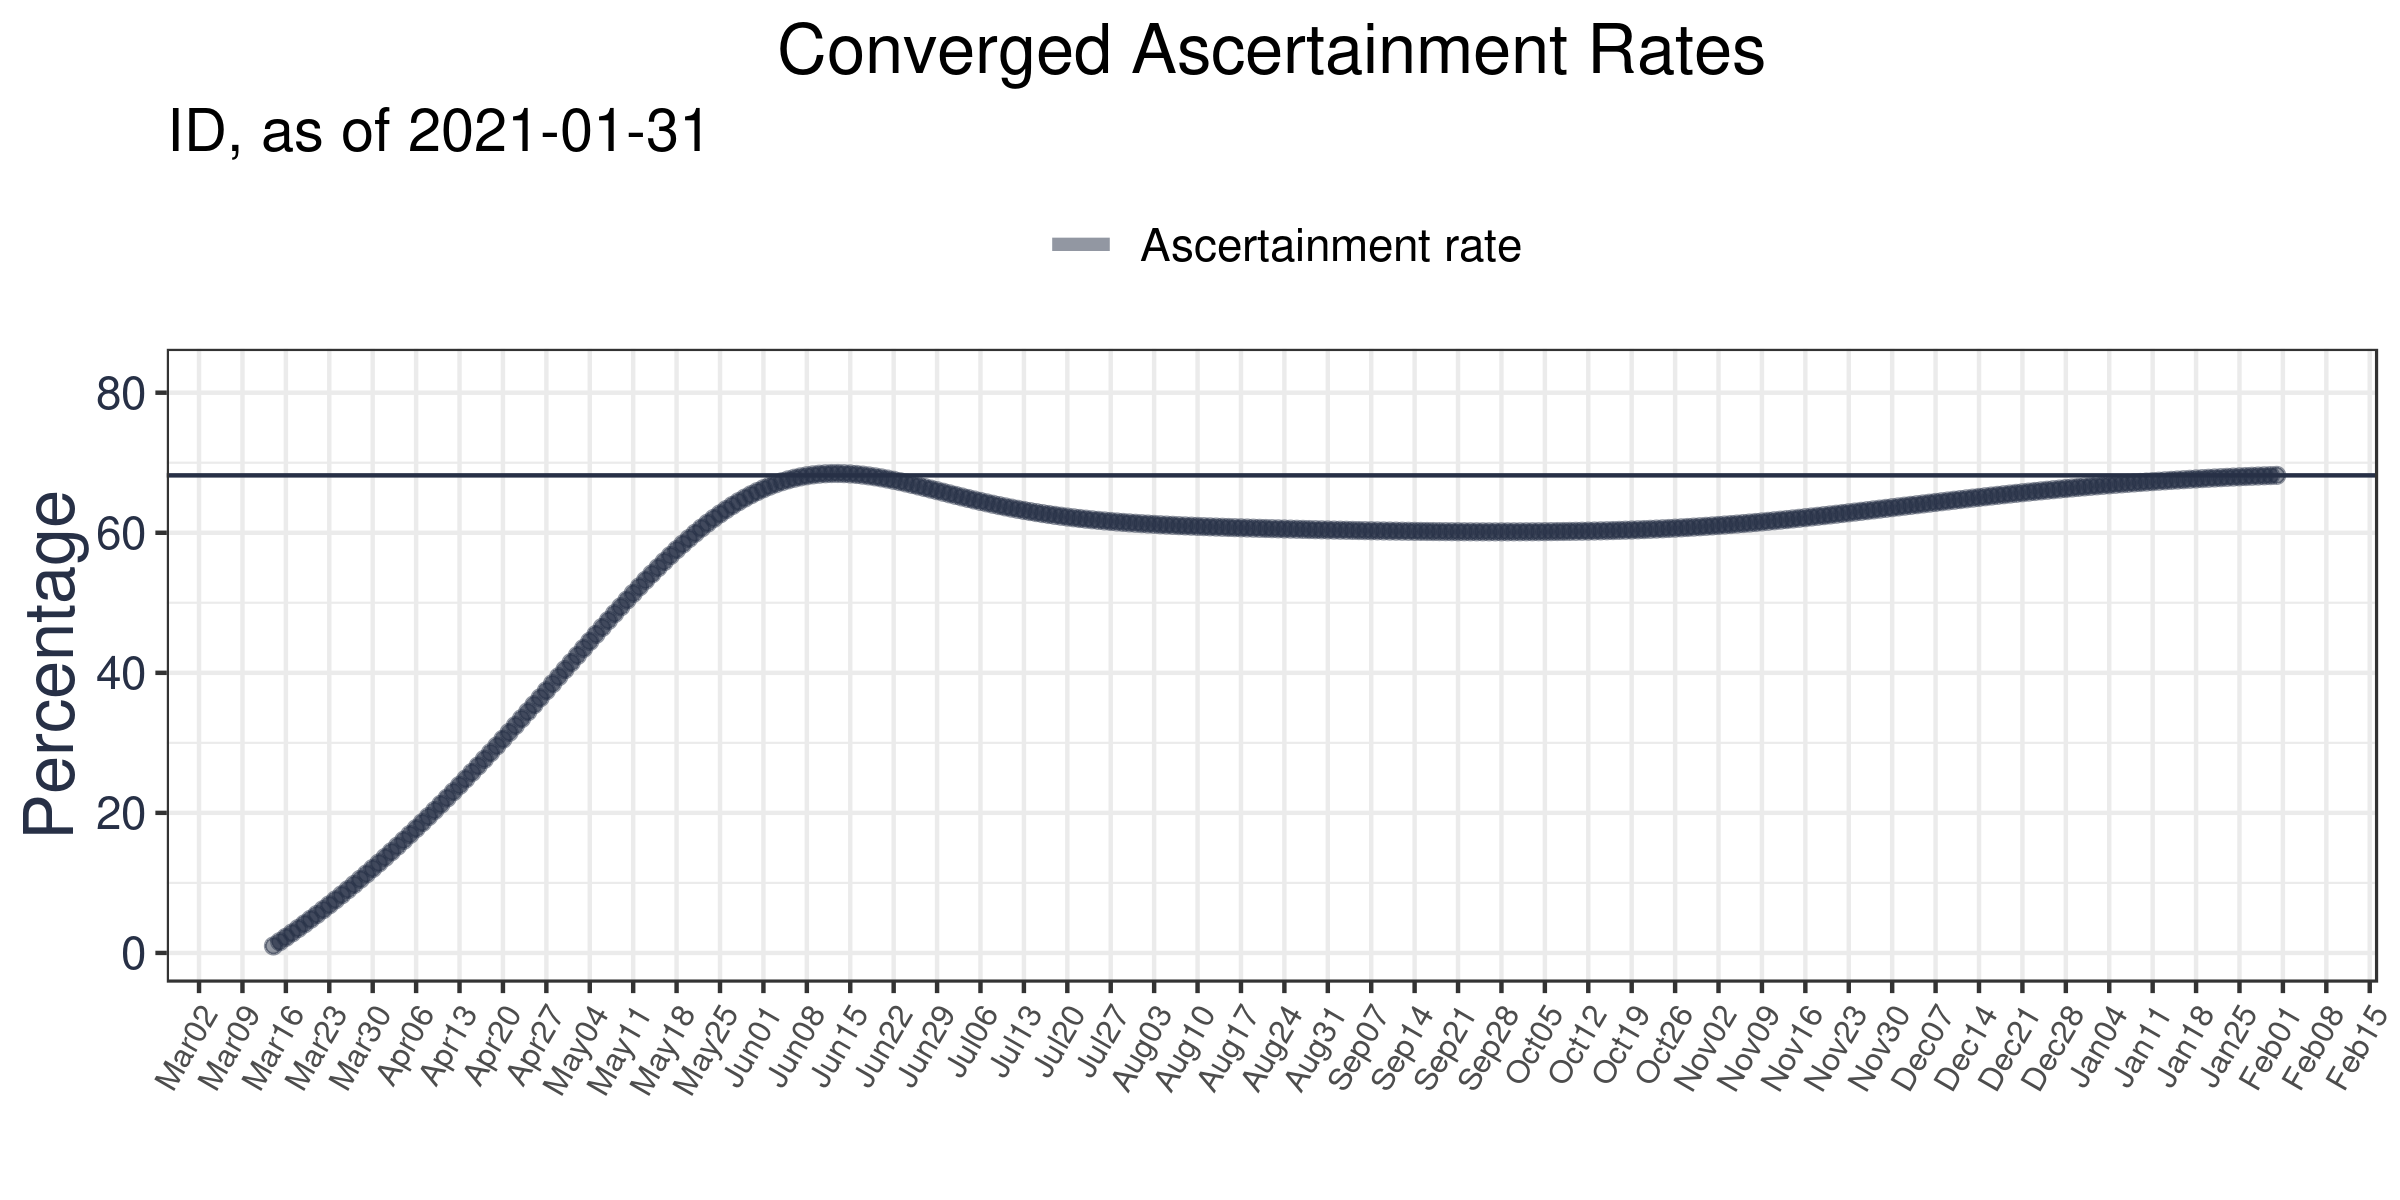 Converged Ascertainment Rates
ID, as of 2021-01-31
Ascertainment rate
Percentage
80
60
40
20
0
Mar02 Mar09 Mar16 Mar23 Mar30 Apr06 Apr13 Apr20 Apr27 May04 May11 May18 May25 Jun01 Jun08 Jun15 Jun22 Jun29 Jul06 Jul13 Jul20 Jul27 Aug03 Aug10 Aug17 Aug24 Aug31 Sep07 Sep14 Sep21 Sep28 Oct05 Oct12 Oct19 Oct26 Nov02 Nov09 Nov16 Nov23 Nov30 Dec07 Dec14 Dec21 Dec28 Jan04 Jan11 Jan18 Jan25 Feb01 Feb08 Feb15